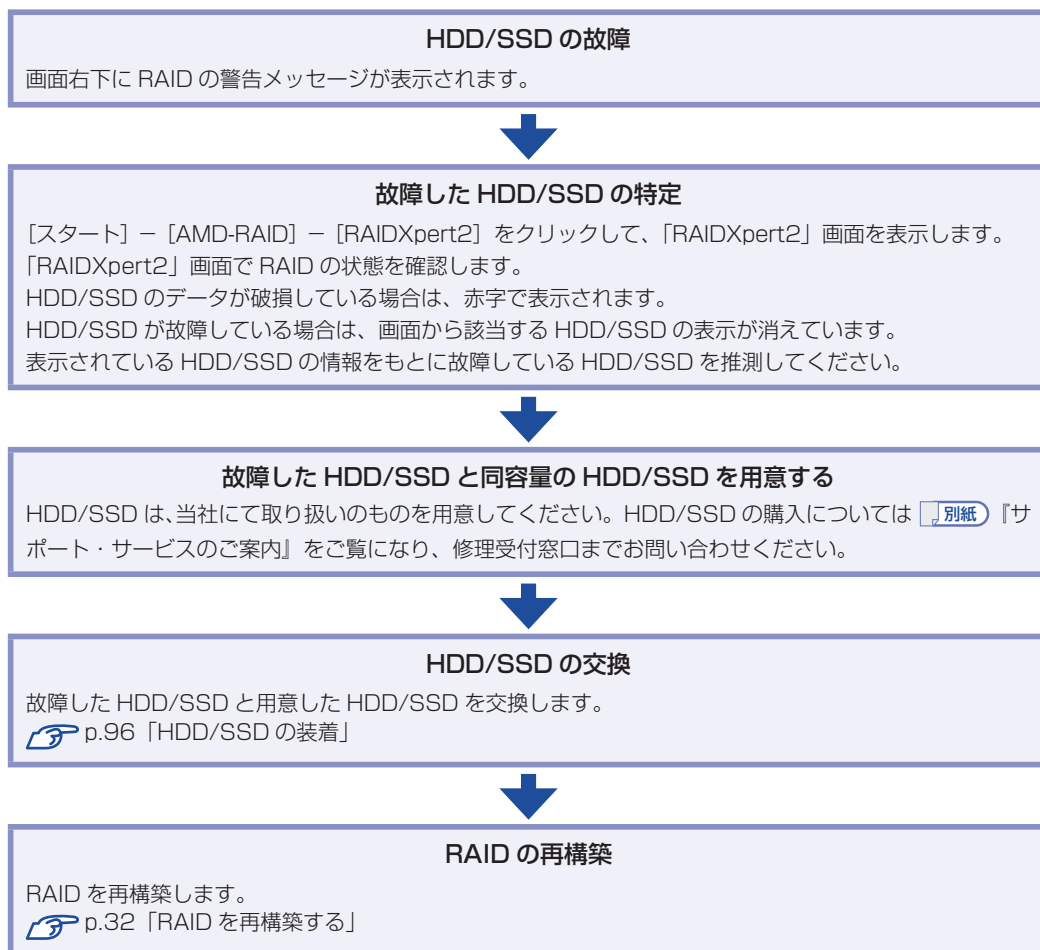 HDD/SSD の故障
画面右下に RAID の警告メッセージが表示されます。
故障した HDD/SSD の特定
［スタート］－［AMD-RAID］－［RAIDXpert2］をクリックして、「RAIDXpert2」画面を表示します。
「RAIDXpert2」画面で RAID の状態を確認します。
HDD/SSD のデータが破損している場合は、赤字で表示されます。
HDD/SSD が故障している場合は、画面から該当する HDD/SSD の表示が消えています。
表示されている HDD/SSD の情報をもとに故障している HDD/SSD を推測してください。
故障した HDD/SSD と同容量の HDD/SSD を用意する
HDD/SSD は、当社にて取り扱いのものを用意してください。HDD/SSD の購入については 別紙 『サ
ポート・サービスのご案内』をご覧になり、修理受付窓口までお問い合わせください。
HDD/SSD の交換
故障した HDD/SSD と用意した HDD/SSD を交換します。
p.96「HDD/SSD の装着」
RAID の再構築
RAID を再構築します。
p.32「RAID を再構築する」